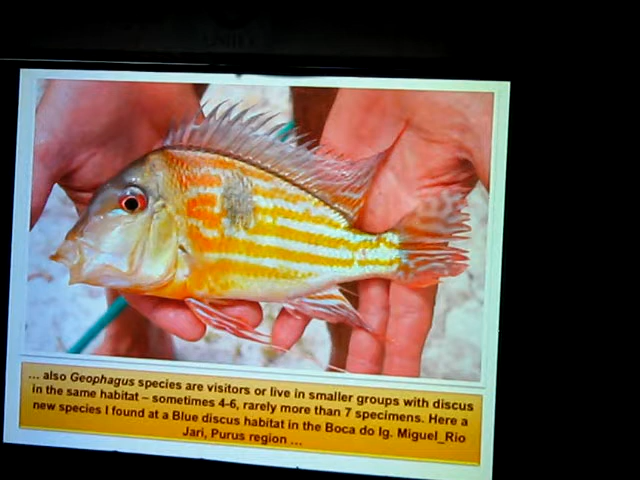 ... also Geophagus species are visitors or live in smaller groups with discus
in the same habitat – sometimes 4-6, rarely more than 7 specimens. Here a
new species I found at a Blue discus habitat in the Boca do Ig. Miguel_Rio
Jari, Purus region ...